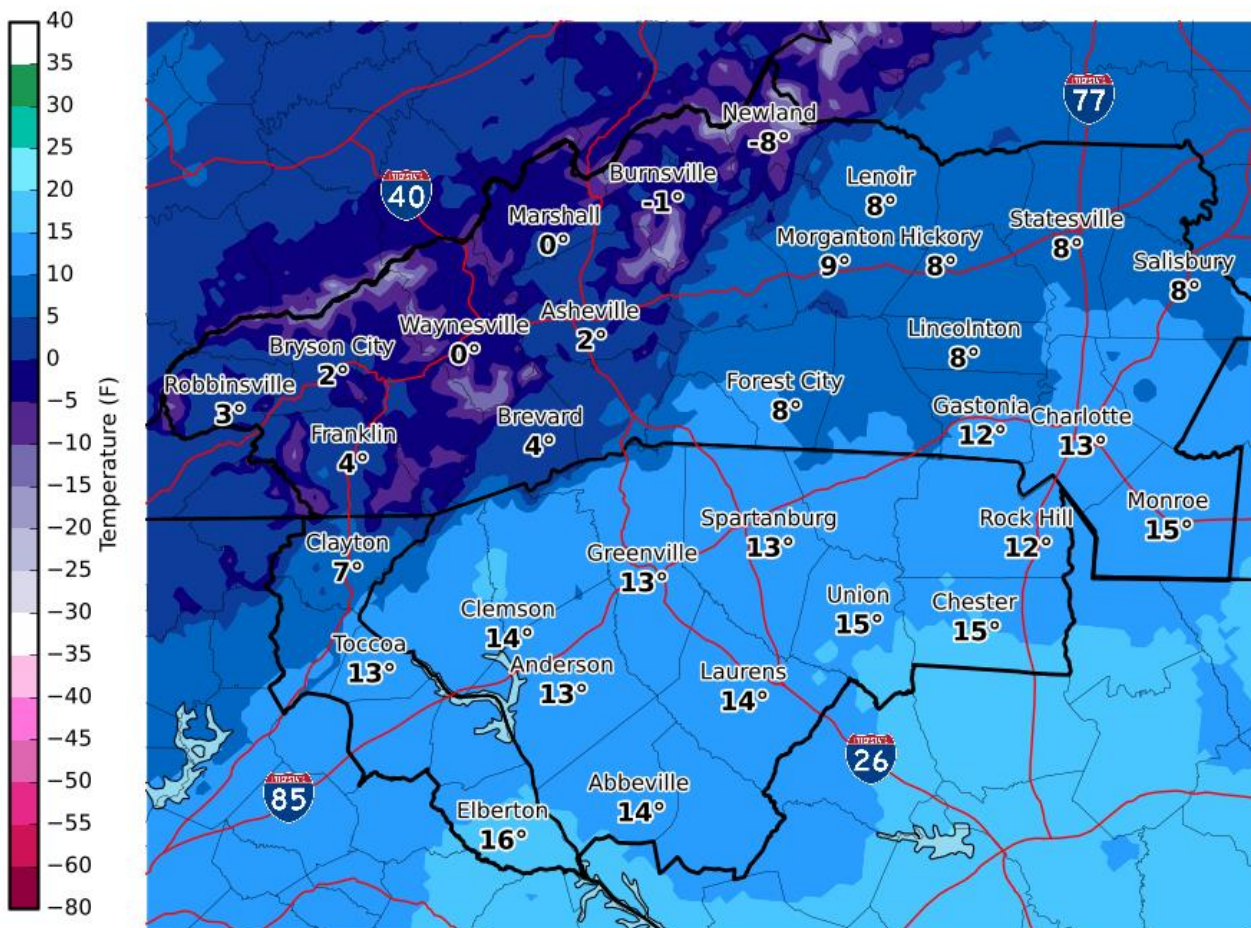 40
35
30
25
20
15
10
5
0
−5
−10
−15
−20
−25
−30
−35
−40
−45
−50
−55
−60
−80
Temperature (F)
77
Newland
-8°
40
Burnsville
-1°
Lenoir
8°
Marshall
0°
Statesville
8°
Morganton
9°
Hickory
8°
Salisbury
8°
Asheville
2°
Waynesville
0°
Bryson City
2°
Lincolnton
8°
Robbinsville
3°
Forest City
8°
Brevard
4°
Gastonia
12°
Charlotte
13°
Franklin
4°
Monroe
15°
Spartanburg
13°
Rock Hill
12°
Clayton
7°
Greenville
13°
Union
15°
Chester
15°
Clemson
14°
Toccoa
13°
Anderson
13°
Laurens
14°
26
85
Abbeville
14°
Elberton
16°